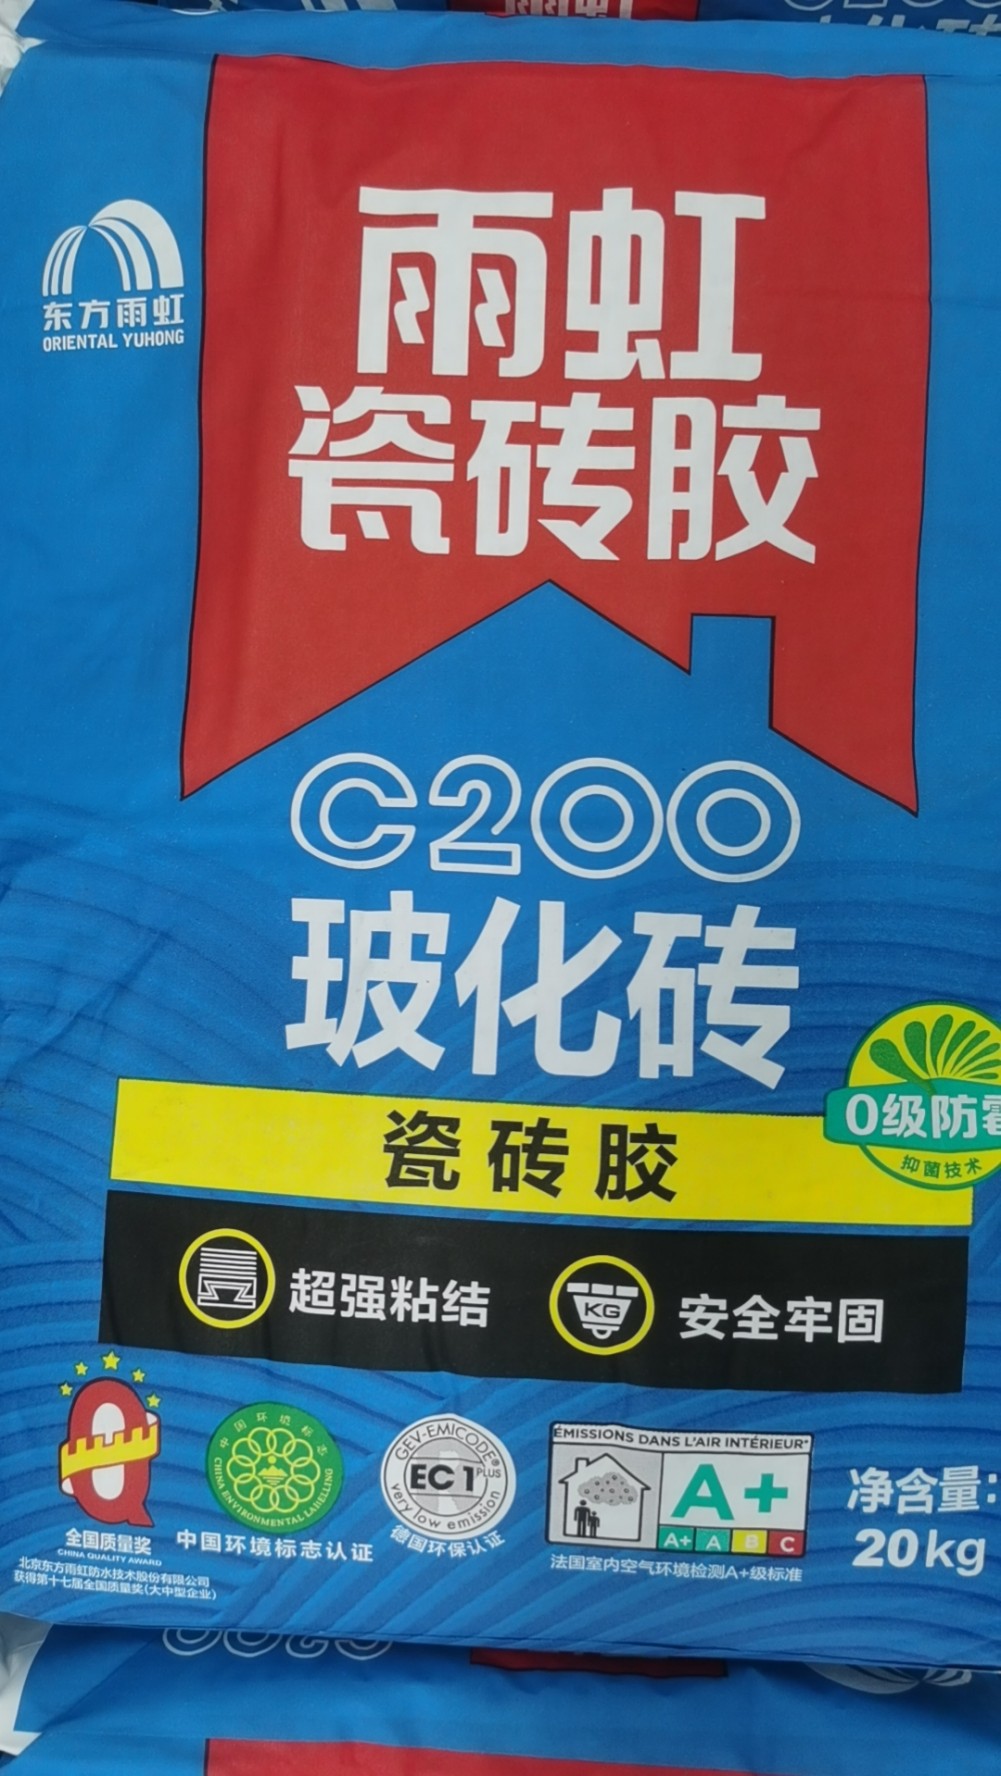 东方雨虹
ORIENTAL YUHONG
雨虹
瓷砖胶
C200
玻化砖
瓷砖胶
0级防霉
抑菌技术
超强粘结
KG
安全牢固
全国质量奖
CHINA QUALITY AWARD
北京东方雨虹防水技术股份有限公司
获得第十七届全国质量奖(大中型企业)
中国环境标志
CHINA ENVIRONMENTAL LABELLING
中国环境标志认证
GEV-EMICODE®
EC 1 PLUS
very low emission
德国环保认证
ÉMISSIONS DANS L'AIR INTÉRIEUR*
A+
A+ A B C
法国室内空气环境检测A+级标准
净含量:
20kg